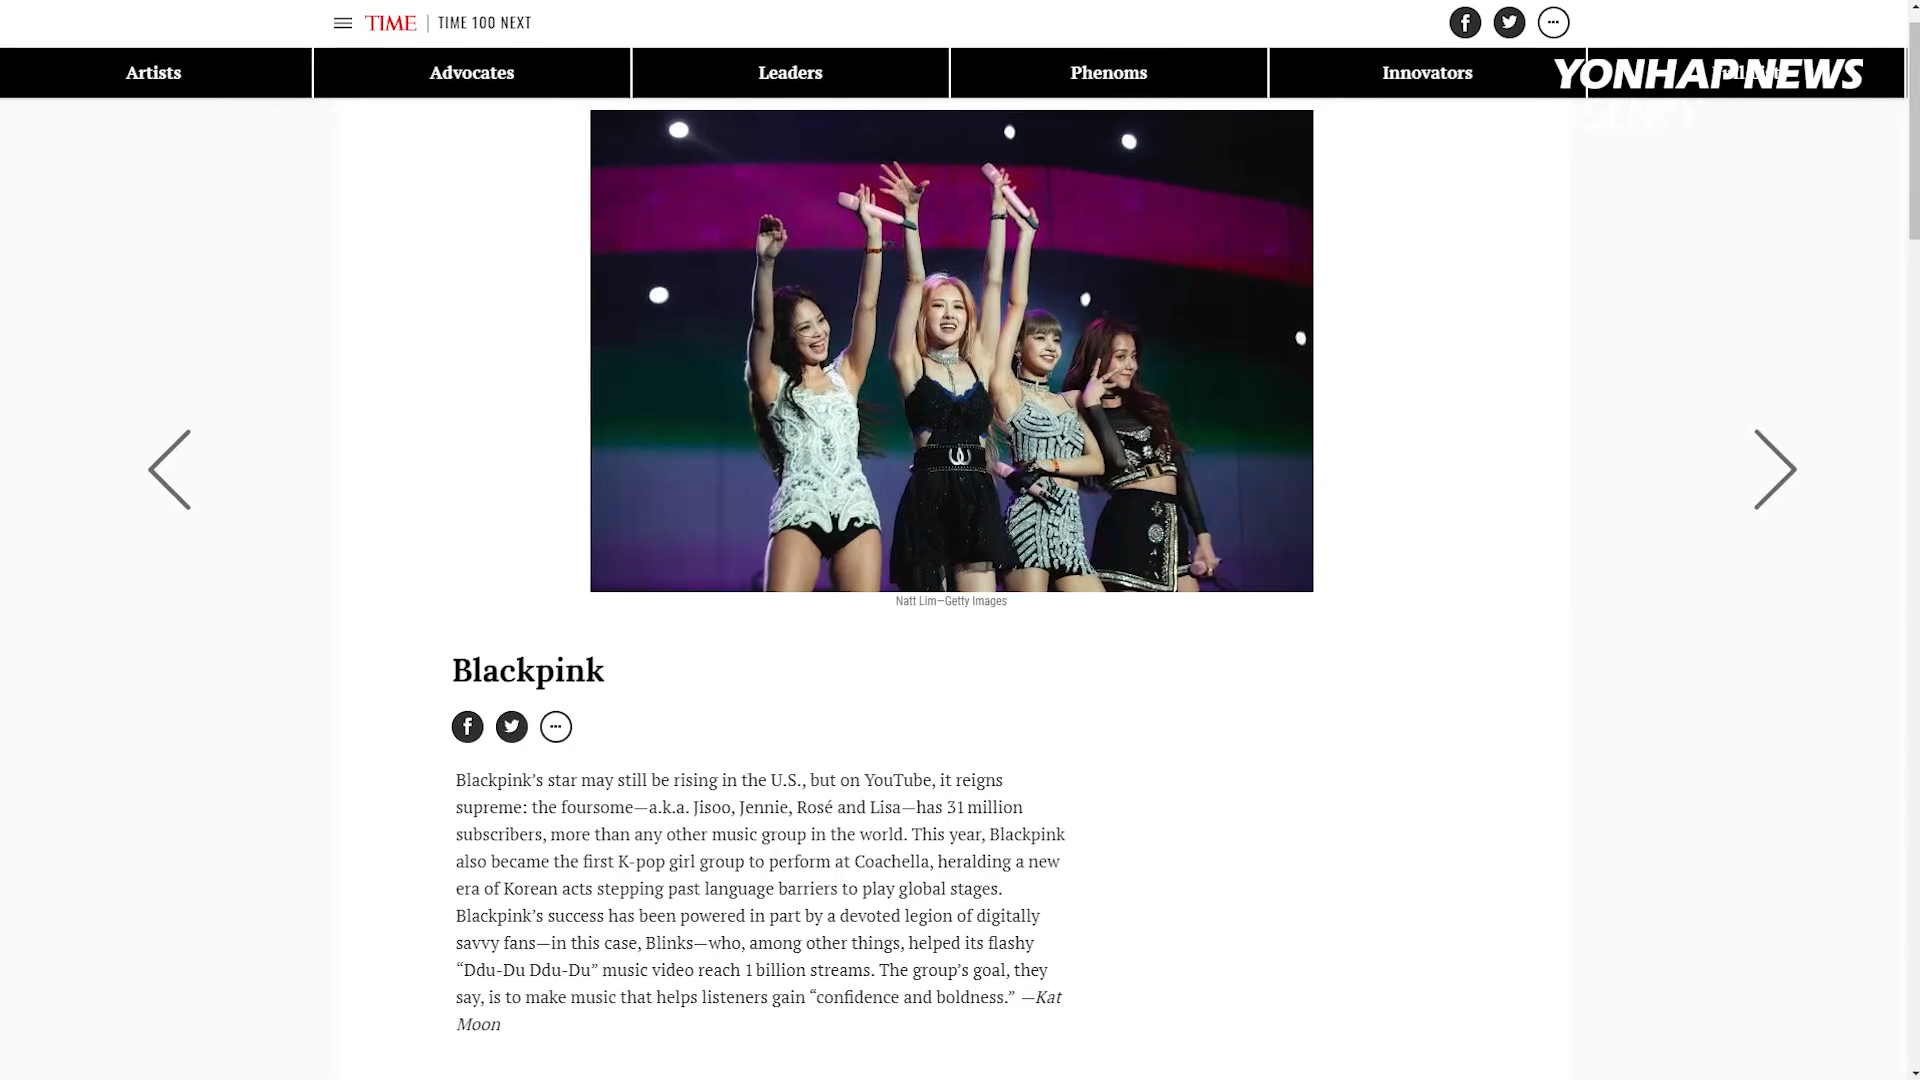 TIME | TIME 100 NEXT
Artists
Advocates
Leaders
Phenoms
Innovators
YONHAPNEWS
Natt Lim—Getty Images
Blackpink
Blackpink’s star may still be rising in the U.S., but on YouTube, it reigns
supreme: the foursome—a.k.a. Jisoo, Jennie, Rosé and Lisa—has 31 million
subscribers, more than any other music group in the world. This year, Blackpink
also became the first K-pop girl group to perform at Coachella, heralding a new
era of Korean acts stepping past language barriers to play global stages.
Blackpink’s success has been powered in part by a devoted legion of digitally
savvy fans—in this case, Blinks—who, among other things, helped its flashy
“Ddu-Du Ddu-Du” music video reach 1 billion streams. The group’s goal, they
say, is to make music that helps listeners gain “confidence and boldness.” —Kat
Moon